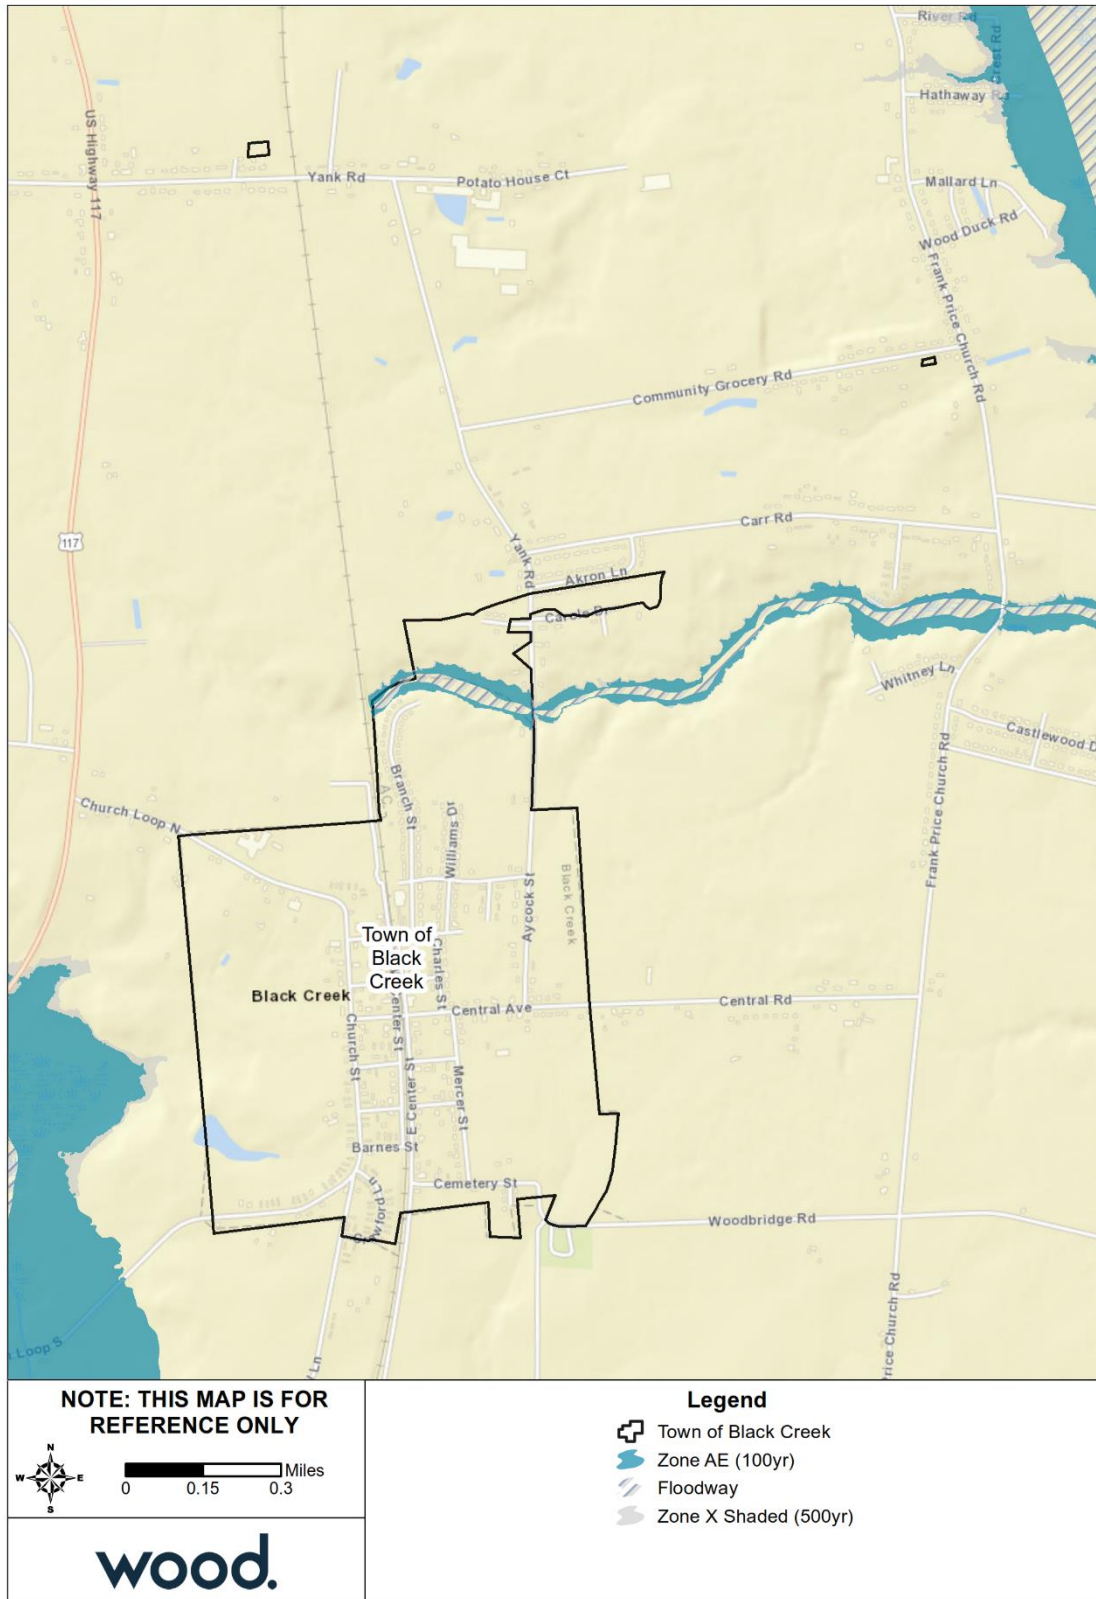 River Rd
Crest Rd
Hathaway Rd
US Highway 117
Yank Rd
Potato House Ct
Mallard Ln
Wood Duck Rd
Frank Price Church Rd
Community Grocery Rd
117
Carr Rd
Yank Rd
Akron Ln
Carole Dr
Whitney Ln
Castlewood D
Branch St
Church Loop N
Williams Dr
Aycock St
Black Creek
Frank Price Church Rd
Town of
Black
Creek
Charles St
Black Creek
Central Ave
Central Rd
Center St
Church St
E Center St
Mercer St
Barnes St
Cemetery St
wford Ln
Woodbridge Rd
Price Church Rd
Loop S
Ln
NOTE: THIS MAP IS FOR
REFERENCE ONLY
N
W E
S
Miles
0 0.15 0.3
wood.
Legend
Town of Black Creek
Zone AE (100yr)
Floodway
Zone X Shaded (500yr)